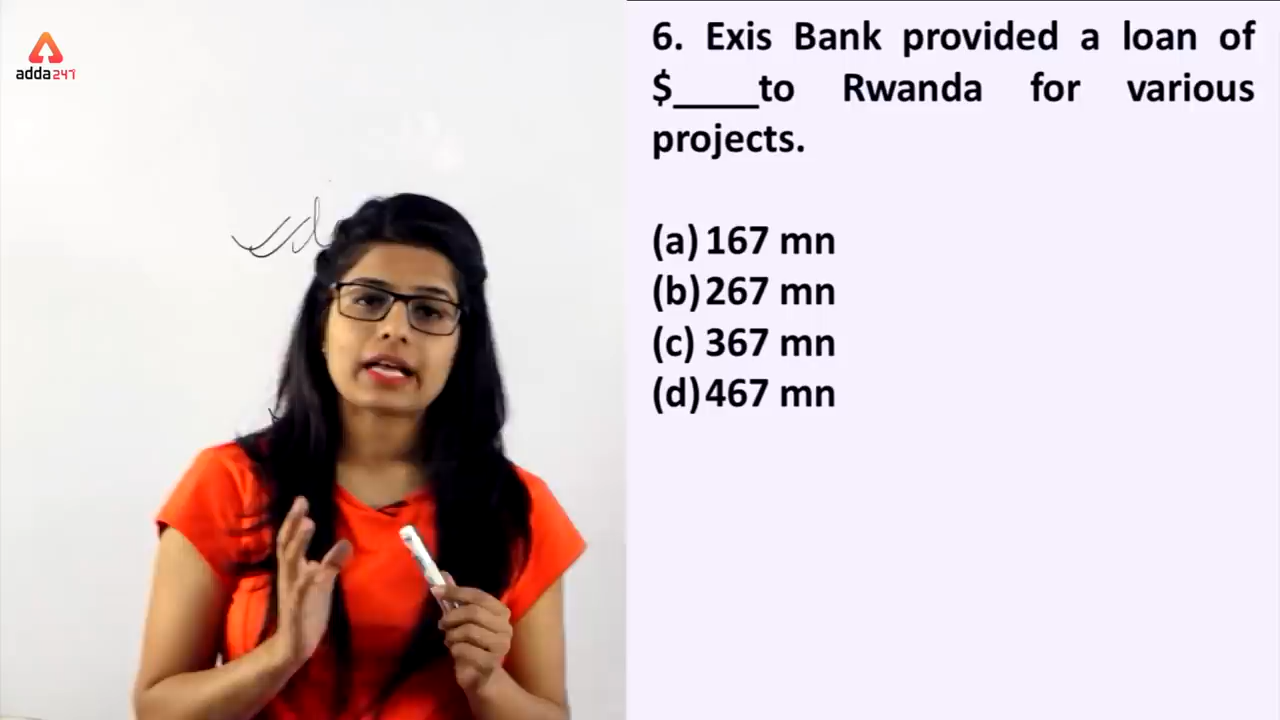 adda247
6. Exis Bank provided a loan of
$____to Rwanda for various
projects.
(a) 167 mn
(b) 267 mn
(c) 367 mn
(d) 467 mn